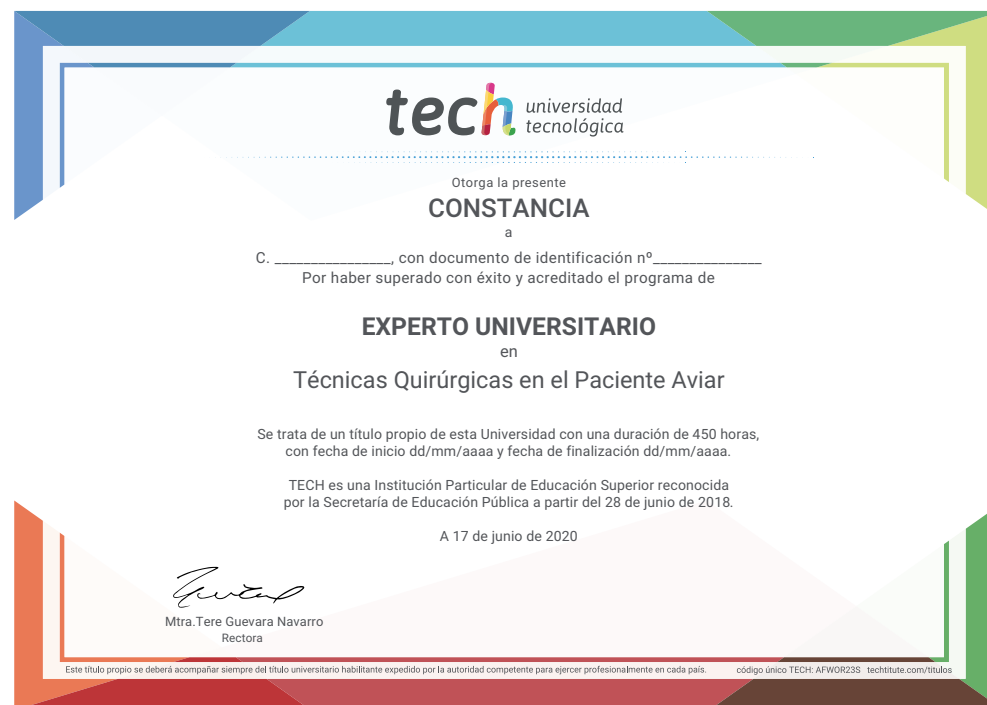 tech universidad
tecnológica
Otorga la presente
CONSTANCIA
a
C. ________________, con documento de identificación nº_______________
Por haber superado con éxito y acreditado el programa de
EXPERTO UNIVERSITARIO
en
Técnicas Quirúrgicas en el Paciente Aviar
Se trata de un título propio de esta Universidad con una duración de 450 horas,
con fecha de inicio dd/mm/aaaa y fecha de finalización dd/mm/aaaa.
TECH es una Institución Particular de Educación Superior reconocida
por la Secretaría de Educación Pública a partir del 28 de junio de 2018.
A 17 de junio de 2020
Mtra.Tere Guevara Navarro
Rectora
Este título propio se deberá acompañar siempre del título universitario habilitante expedido por la autoridad competente para ejercer profesionalmente en cada país. código único TECH: AFWOR23S techtitute.com/titulos